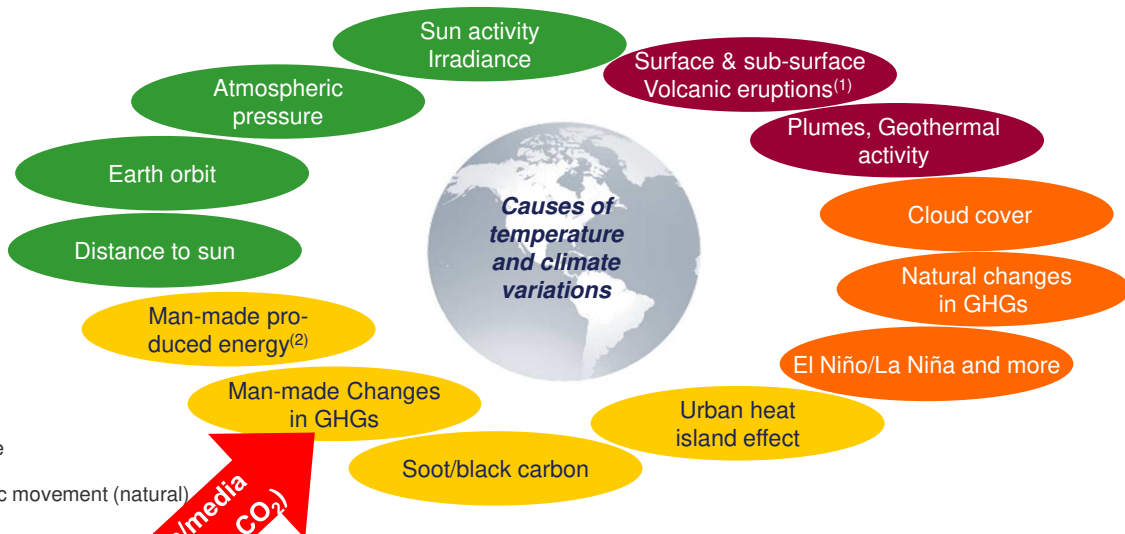 Sun activity
Irradiance
Surface & sub-surface
Volcanic eruptions(1)
Atmospheric
pressure
Plumes, Geothermal
activity
Earth orbit
Cloud cover
Causes of
temperature
and climate
variations
Distance to sun
Natural changes
in GHGs
Man-made pro-
duced energy(2)
El Niño/La Niña and more
Man-made Changes
in GHGs
Urban heat
island effect
Soot/black carbon
movement (natural)
/media
CO₂)